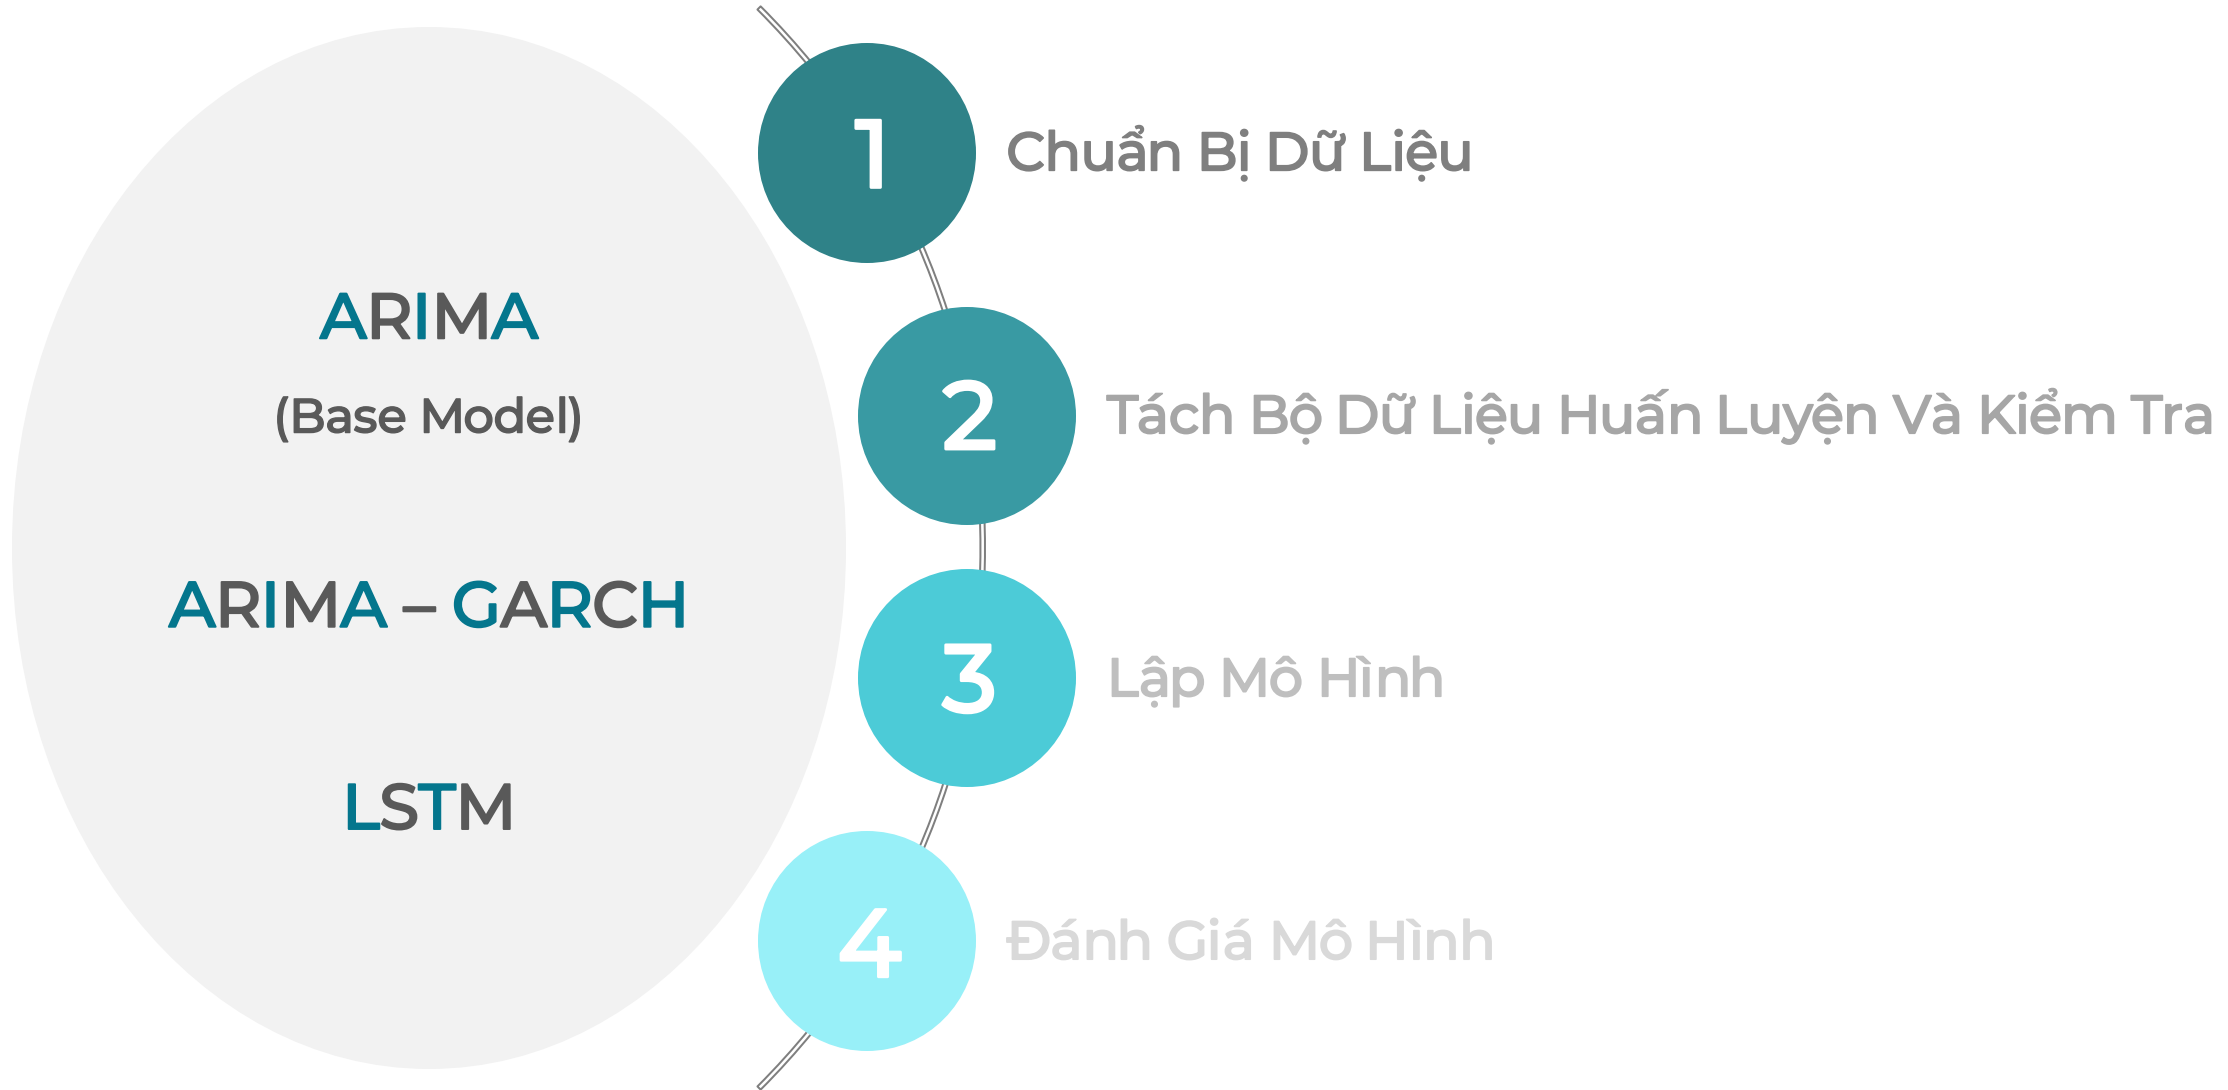 ARIMA
(Base Model)
ARIMA – GARCH
LSTM
1
Chuẩn Bị Dữ Liệu
2
Tách Bộ Dữ Liệu Huấn Luyện Và Kiểm Tra
3
Lập Mô Hình
4
Đánh Giá Mô Hình